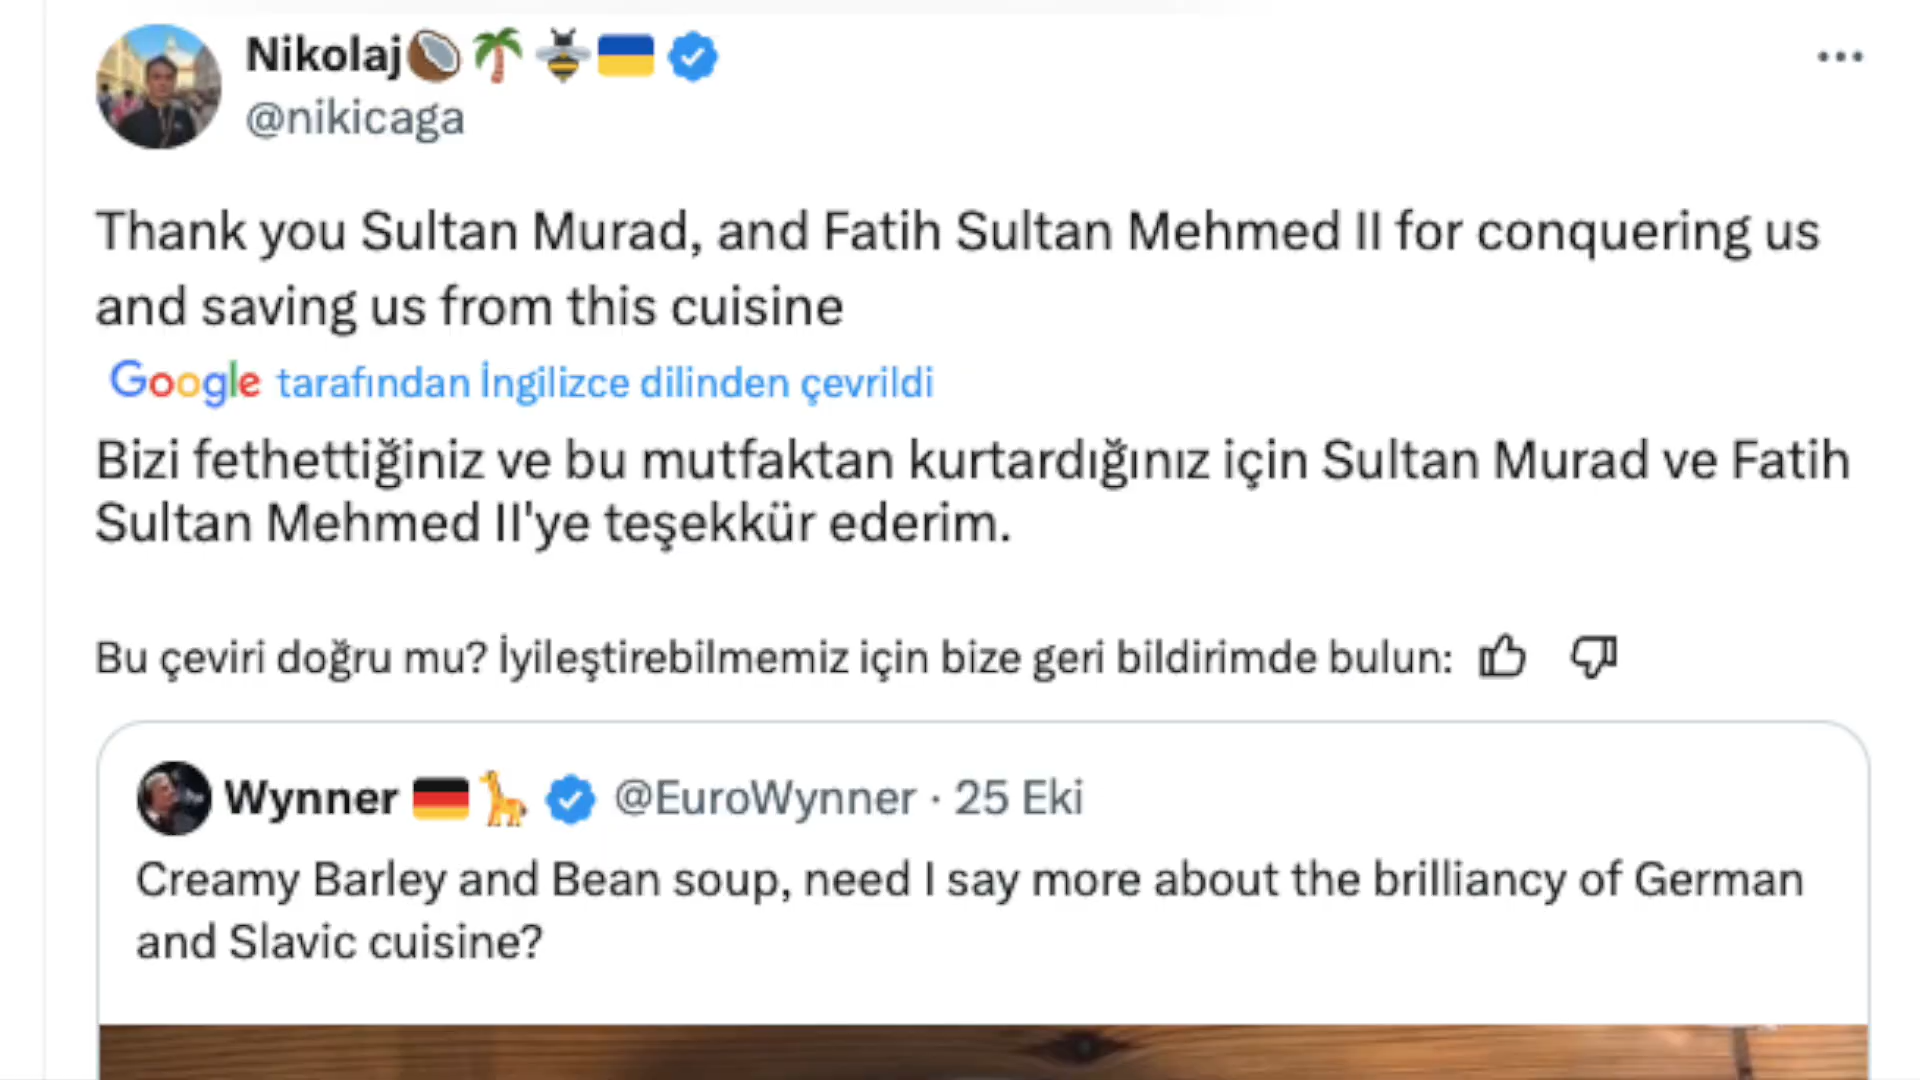 Nikolaj🥥🌴🐝🇺🇦
@nikicaga
Thank you Sultan Murad, and Fatih Sultan Mehmed II for conquering us
and saving us from this cuisine
Google tarafından İngilizce dilinden çevrildi
Bizi fethettiğiniz ve bu mutfaktan kurtardığınız için Sultan Murad ve Fatih
Sultan Mehmed II'ye teşekkür ederim.
Bu çeviri doğru mu? İyileştirebilmemiz için bize geri bildirimde bulun:
Wynner 🇩🇪🦒 @EuroWynner · 25 Eki
Creamy Barley and Bean soup, need I say more about the brilliancy of German
and Slavic cuisine?